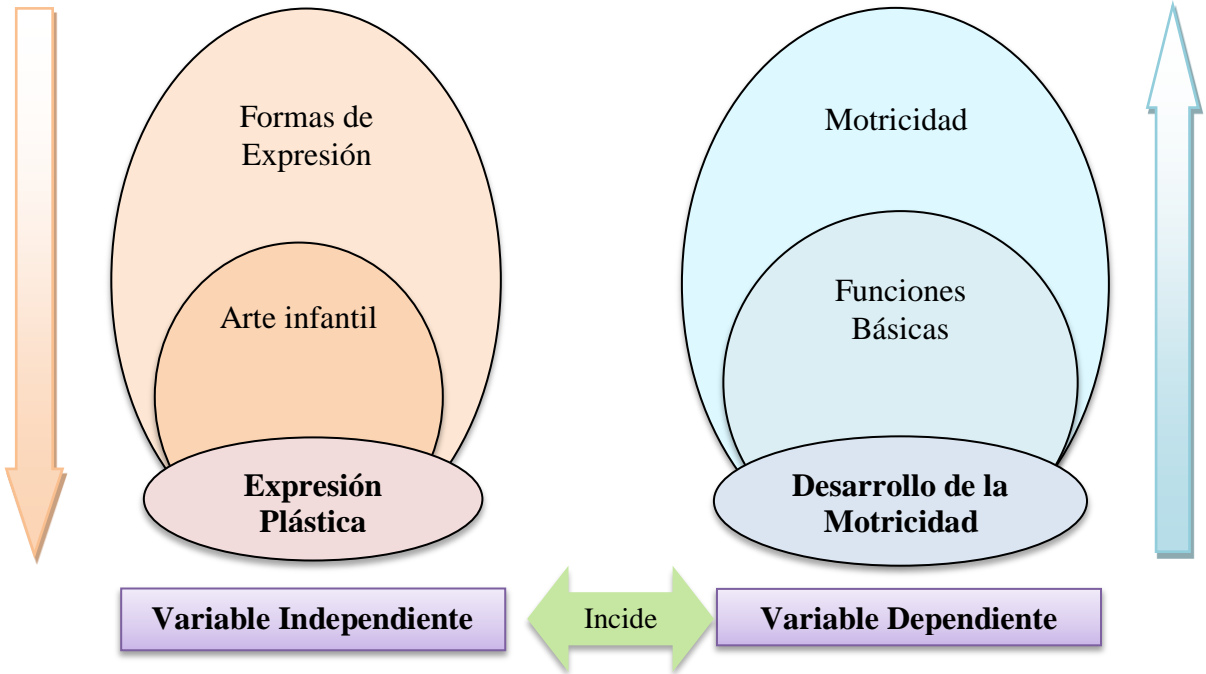 Formas de
Expresión
Arte infantil
Expresión
Plástica
Motricidad
Funciones
Básicas
Desarrollo de la
Motricidad
Variable Independiente
Incide
Variable Dependiente